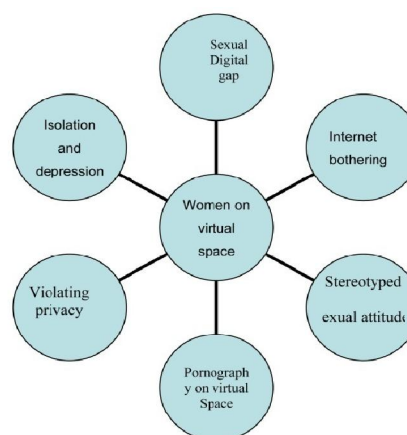 Sexual
Digital
gap
Isolation
and
depression
Internet
bothering
Women on
virtual
space
Violating
privacy
Stereotyped
exual attitude
Pornograph
y on virtual
Space